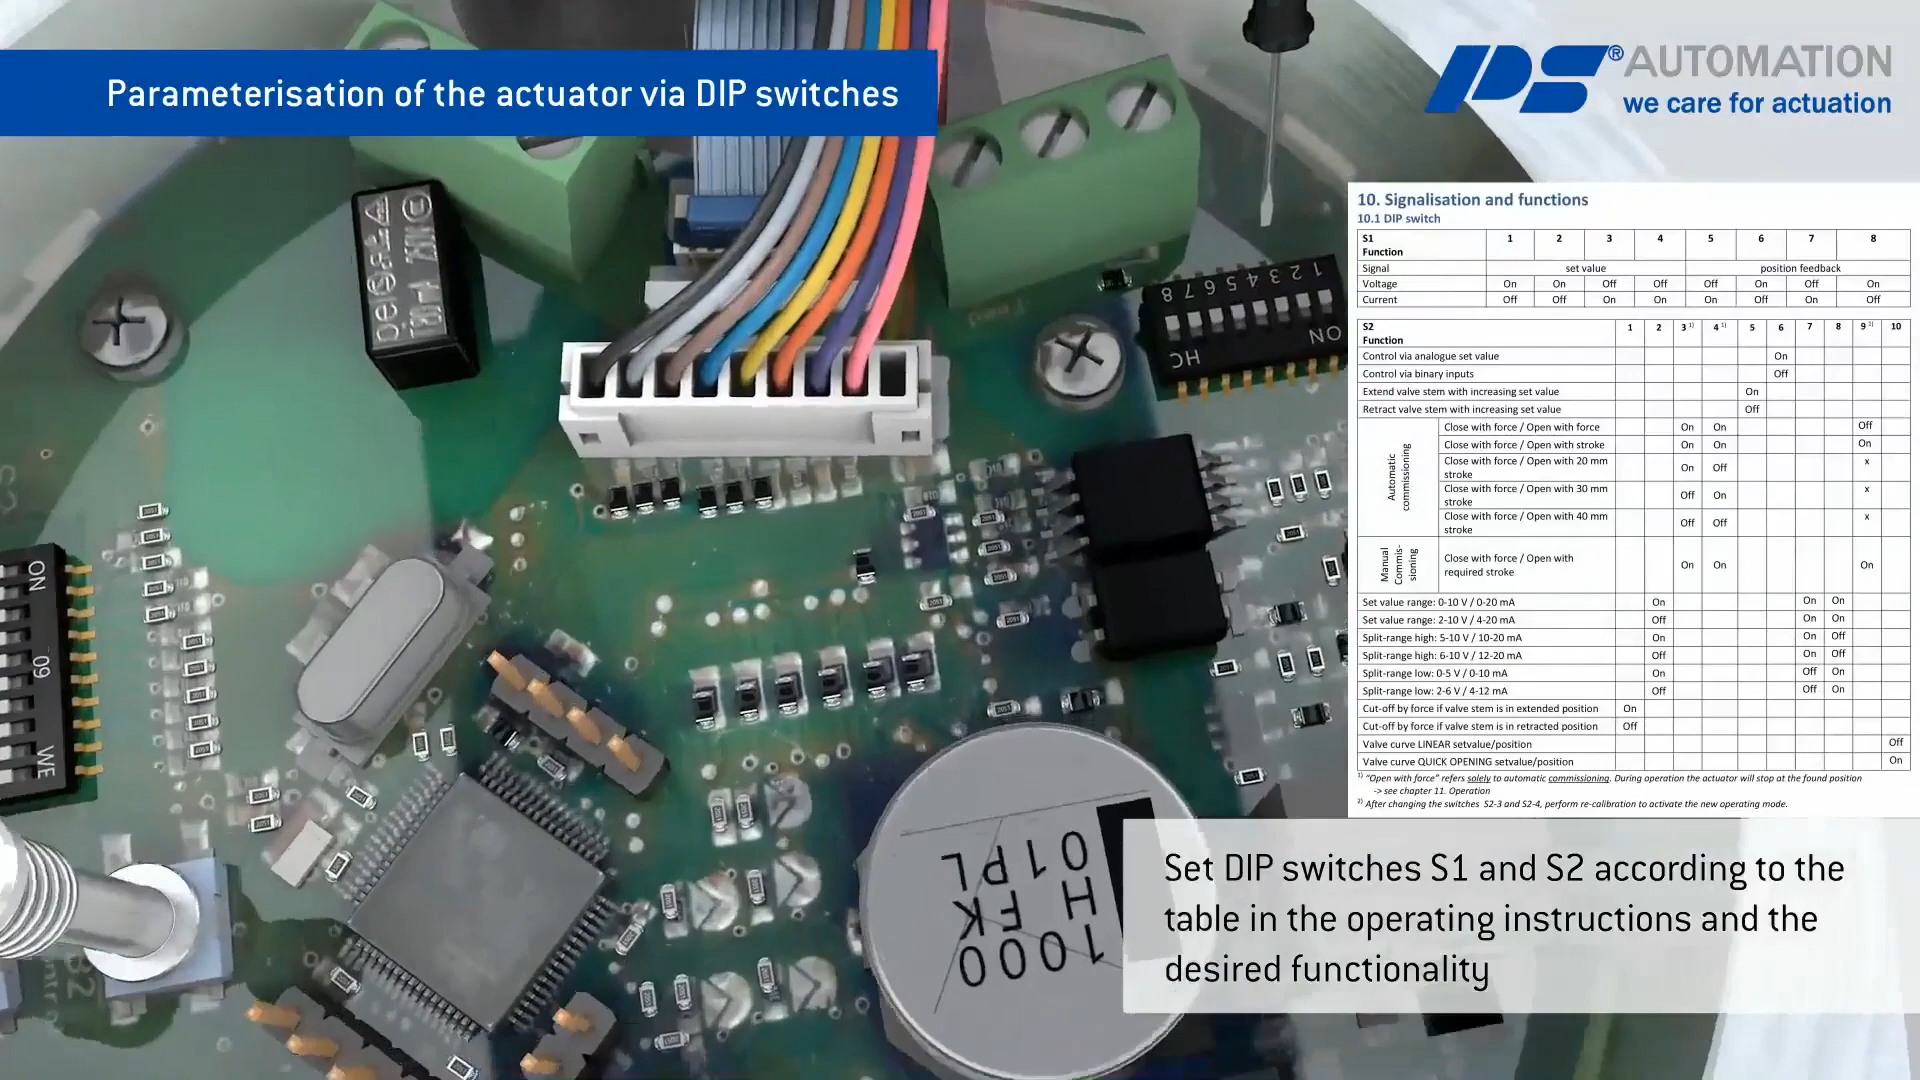 Parameterisation of the actuator via DIP switches
PS® AUTOMATION
we care for actuation
10. Signalisation and functions
10.1 DIP switch
S1 Function 1 2 3 4 5 6 7 8
Signal set value position feedback
Voltage On On Off Off Off On Off On
Current Off Off On On On Off On Off
S2 Function 1 2 3 1) 4 1) 5 6 7 8 9 1) 10
Control via analogue set value On
Control via binary inputs Off
Extend valve stem with increasing set value On
Retract valve stem with increasing set value Off
Automatic commissioning
Close with force / Open with force On On Off
Close with force / Open with stroke On On On
Close with force / Open with 20 mm stroke On Off x
Close with force / Open with 30 mm stroke Off On x
Close with force / Open with 40 mm stroke Off Off x
Manual Commis-sioning
Close with force / Open with required stroke On On On
Set value range: 0-10 V / 0-20 mA On On On
Set value range: 2-10 V / 4-20 mA Off On On
Split-range high: 5-10 V / 10-20 mA On On Off
Split-range high: 6-10 V / 12-20 mA Off On Off
Split-range low: 0-5 V / 0-10 mA On Off On
Split-range low: 2-6 V / 4-12 mA Off Off On
Cut-off by force if valve stem is in extended position On
Cut-off by force if valve stem is in retracted position Off
Valve curve LINEAR setvalue/position Off
Valve curve QUICK OPENING setvalue/position On
1) "Open with force" refers solely to automatic commissioning. During operation the actuator will stop at the found position
-> see chapter 11. Operation
2) After changing the switches S2-3 and S2-4, perform re-calibration to activate the new operating mode.
Set DIP switches S1 and S2 according to the
table in the operating instructions and the
desired functionality
1 2 3 4 5 6 7 8
ON
HC
ON
WE
1000
H FK
01PL